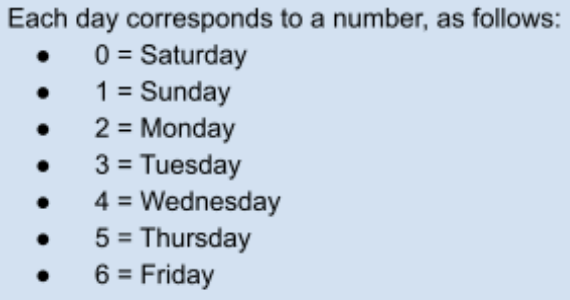 Each day corresponds to a number, as follows:
● 0 = Saturday
● 1 = Sunday
● 2 = Monday
● 3 = Tuesday
● 4 = Wednesday
● 5 = Thursday
● 6 = Friday